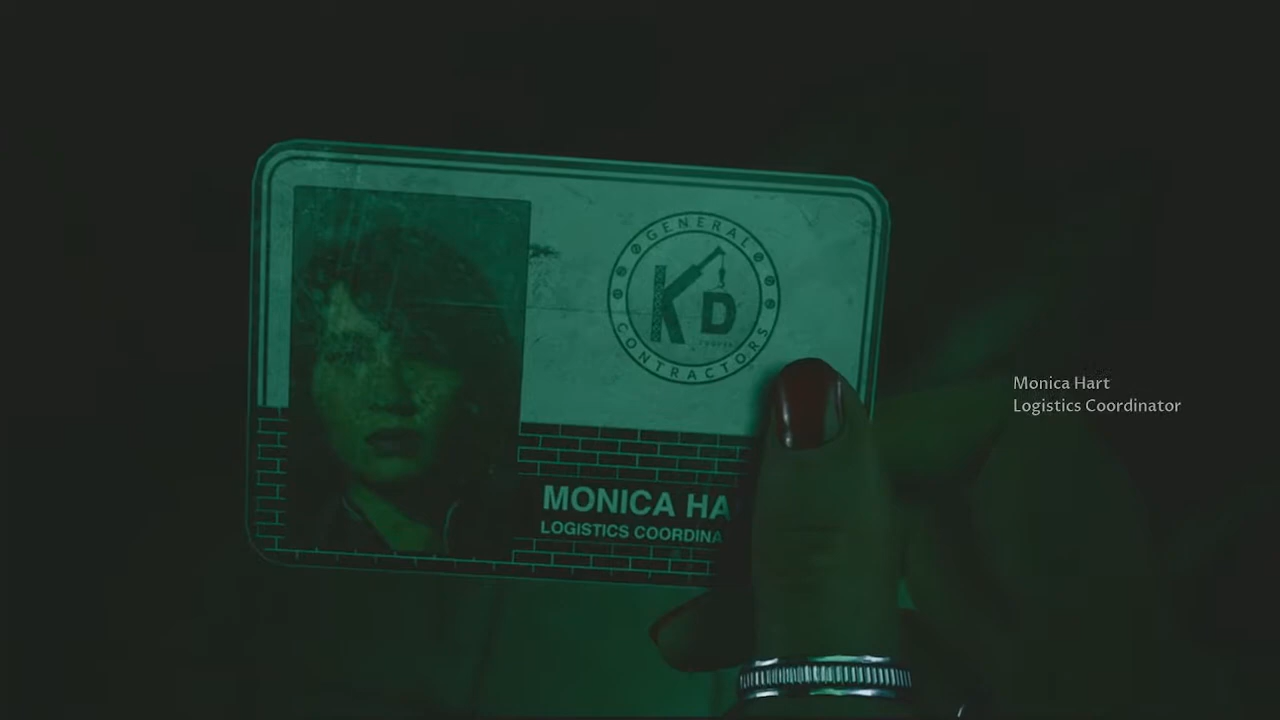 GENERAL
KD
CONTRACTORS
MONICA HA
LOGISTICS COORDINA
Monica Hart
Logistics Coordinator